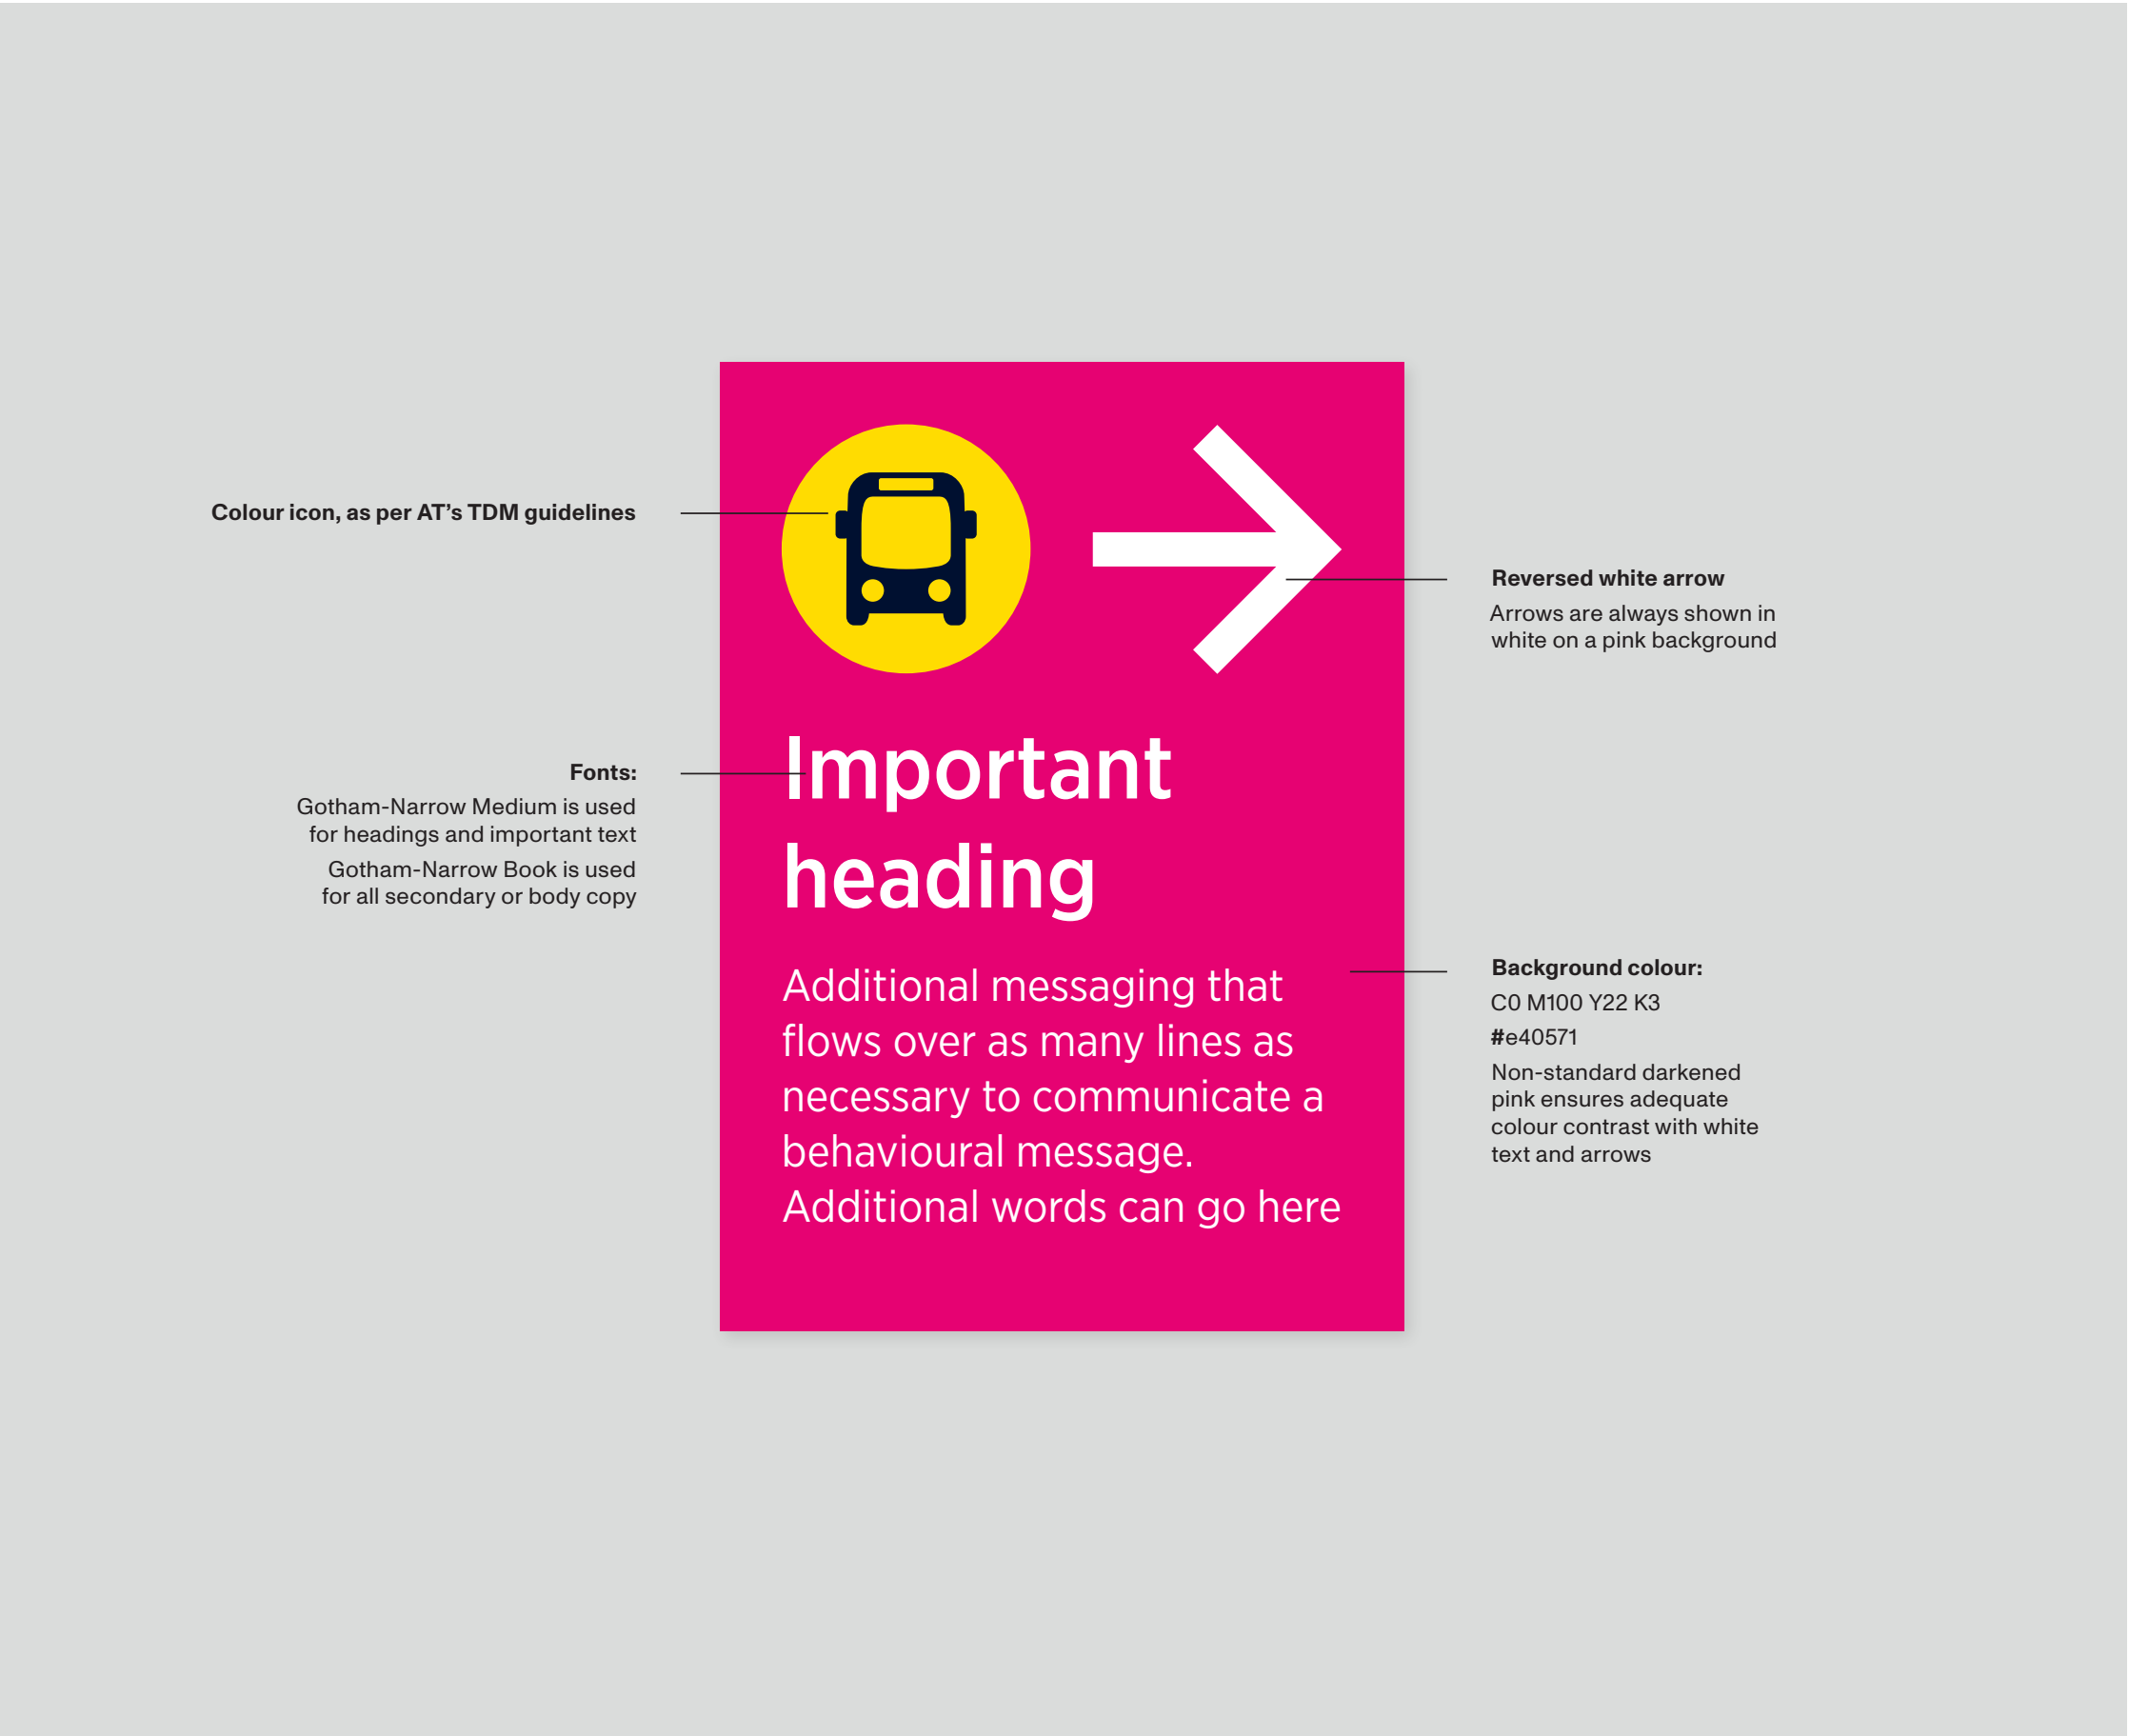 Colour icon, as per AT’s TDM guidelines
Fonts:
Gotham-Narrow Medium is used
for headings and important text
Gotham-Narrow Book is used
for all secondary or body copy
Important
heading
Additional messaging that
flows over as many lines as
necessary to communicate a
behavioural message.
Additional words can go here
Reversed white arrow
Arrows are always shown in
white on a pink background
Background colour:
C0 M100 Y22 K3
#e40571
Non-standard darkened
pink ensures adequate
colour contrast with white
text and arrows